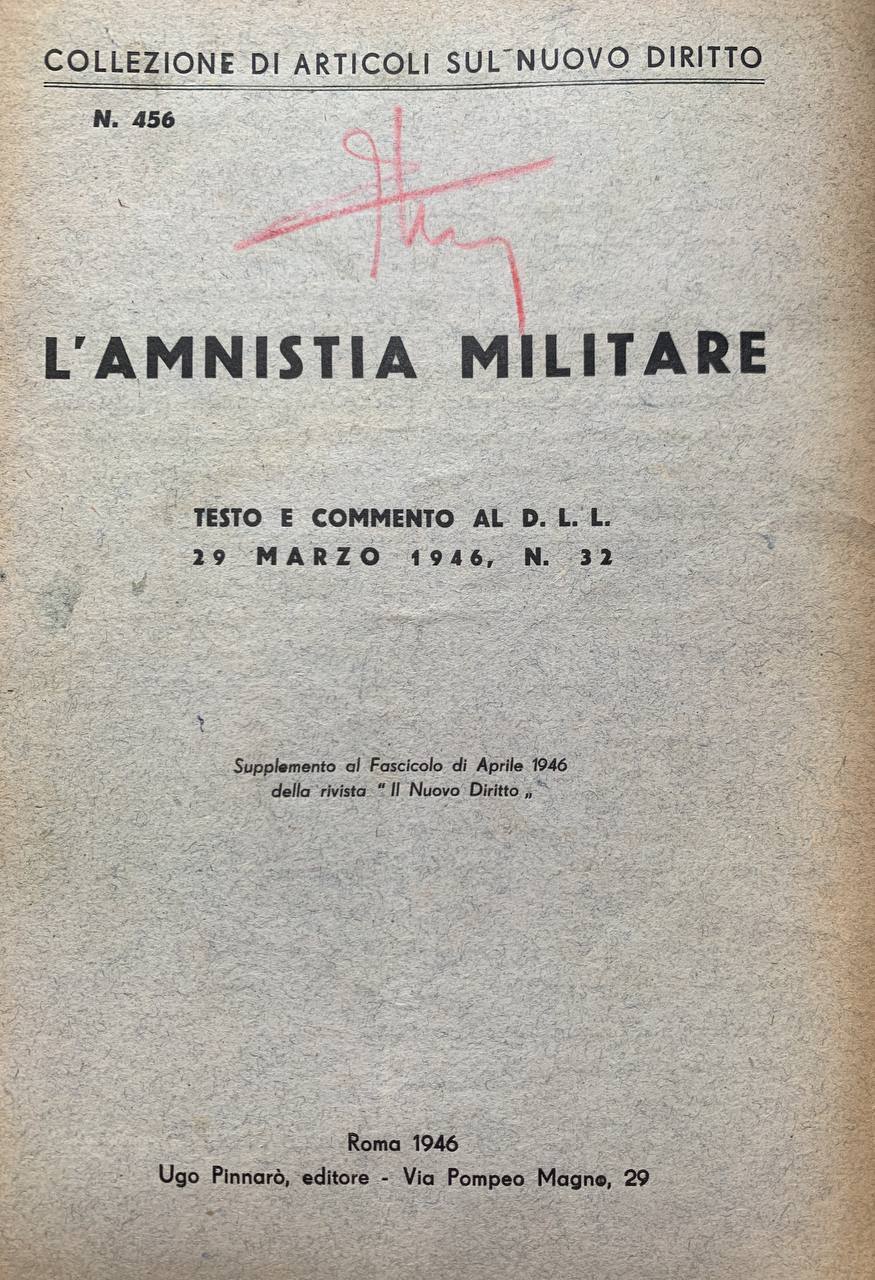 COLLEZIONE DI ARTICOLI SUL NUOVO DIRITTO
N. 456
L'AMNISTIA MILITARE
TESTO E COMMENTO AL D. L. L.
29 MARZO 1946, N. 32
Supplemento al Fascicolo di Aprile 1946
della rivista “ Il Nuovo Diritto „
Roma 1946
Ugo Pinnarò, editore - Via Pompeo Magno, 29